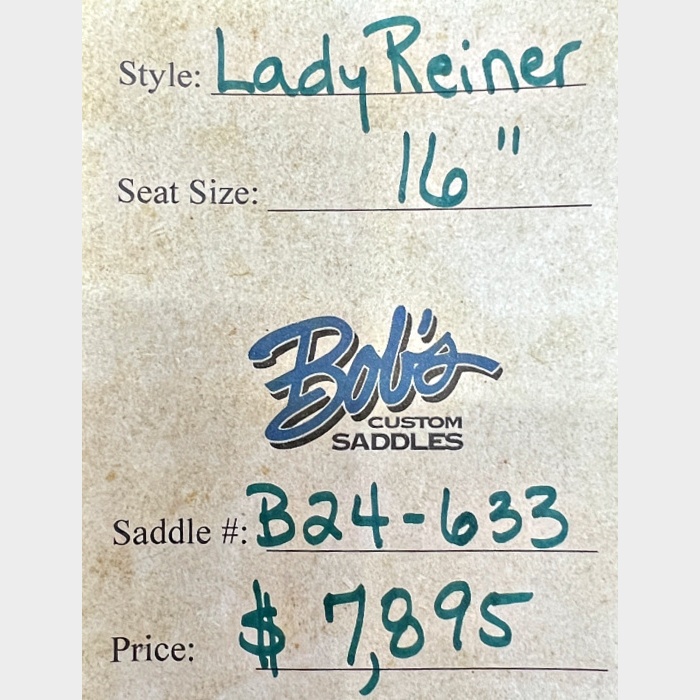 Style: Lady Reiner
Seat Size: 16"
Bob's
CUSTOM
SADDLES
Saddle #: B24-633
Price: $7,895